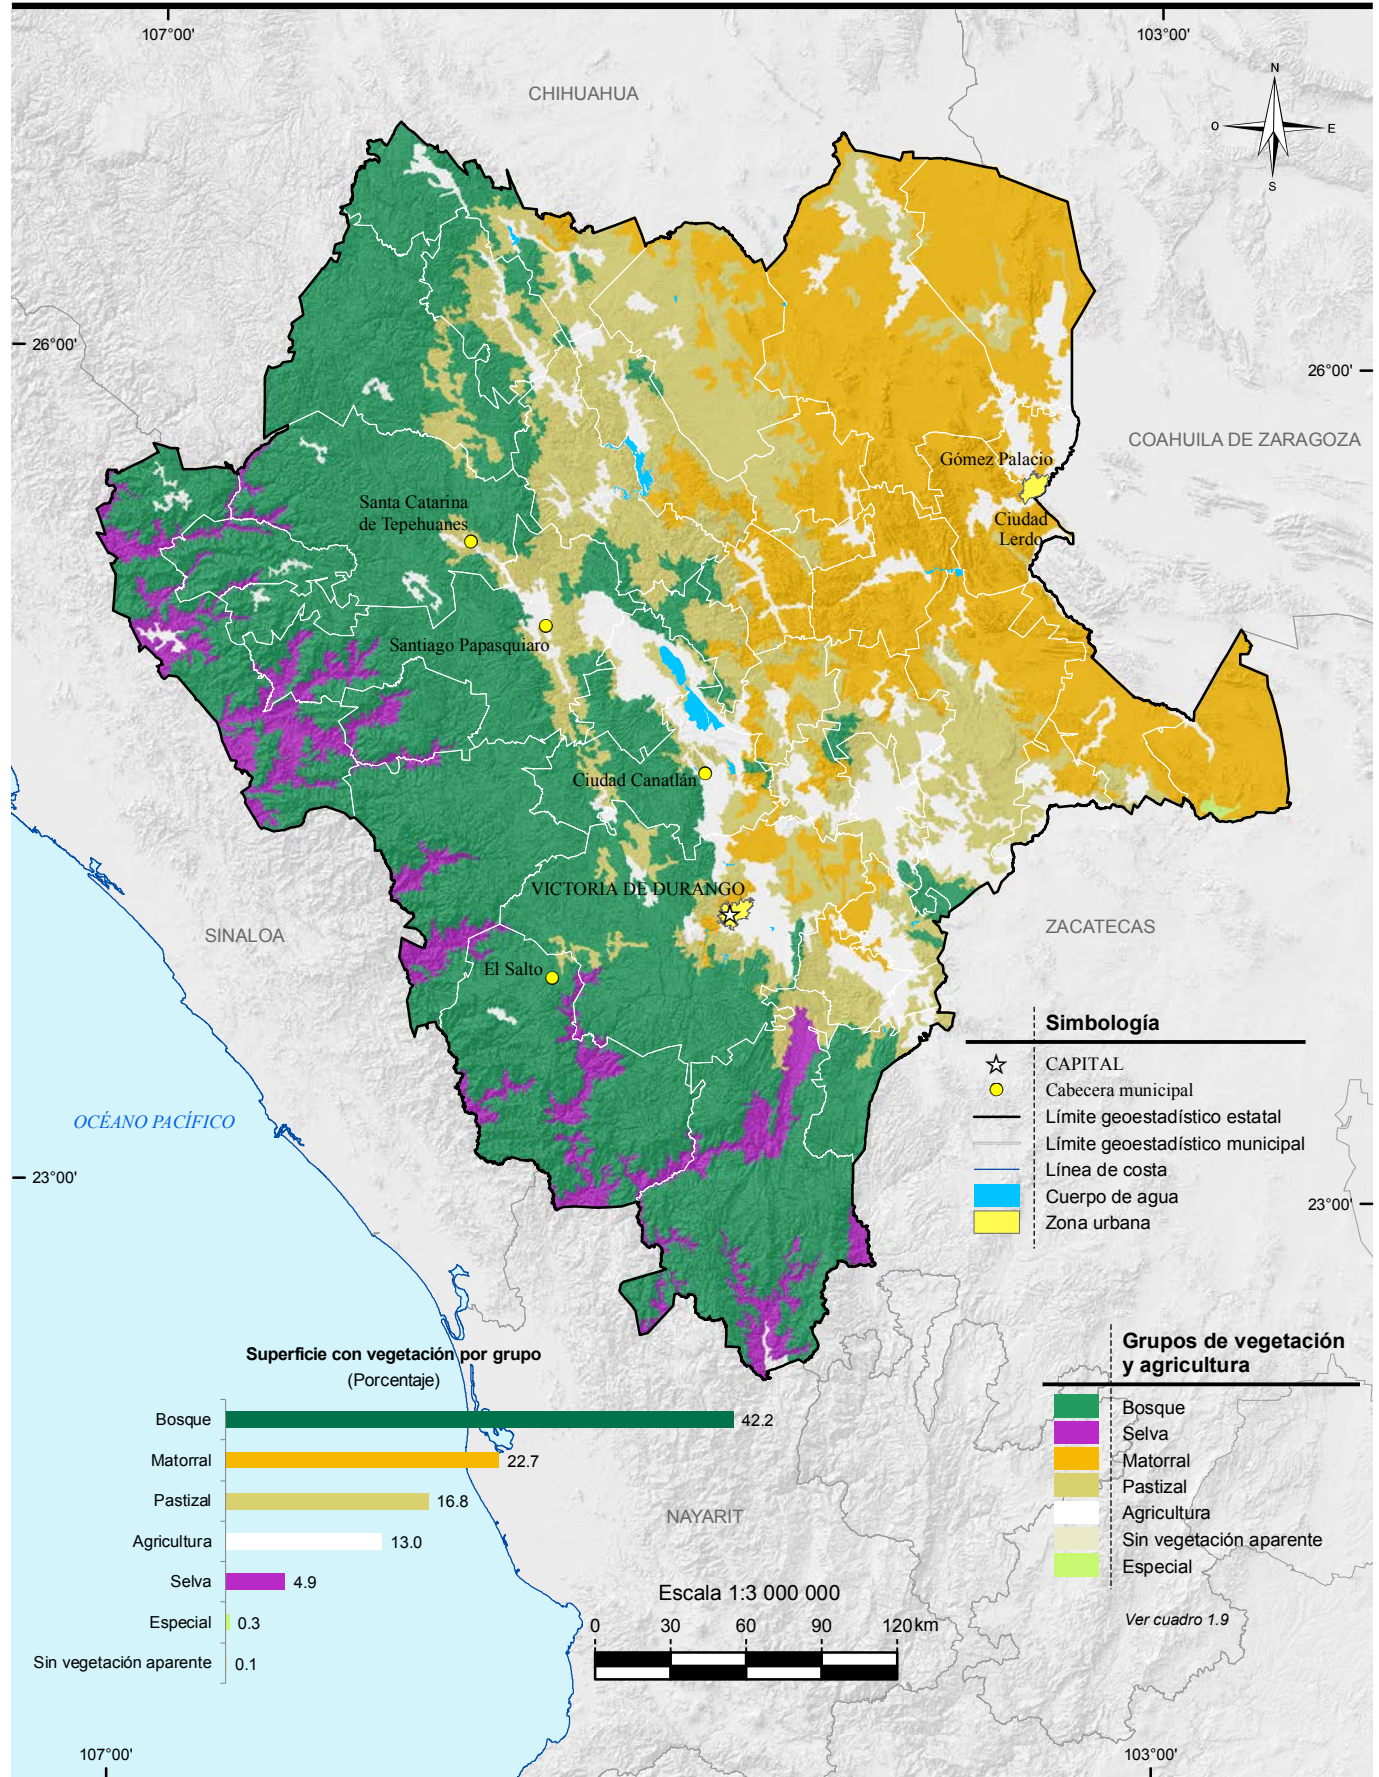 107°00'
103°00'
N
O
E
S
CHIHUAHUA
26°00'
26°00'
COAHUILA DE ZARAGOZA
Gómez Palacio
Santa Catarina
de Tepehuanes
Ciudad
Lerdo
Santiago Papasquiaro
Ciudad Canatlán
VICTORIA DE DURANGO
SINALOA
ZACATECAS
El Salto
OCÉANO PACÍFICO
23°00'
23°00'
Simbología
CAPITAL
Cabecera municipal
Límite geoestadístico estatal
Límite geoestadístico municipal
Línea de costa
Cuerpo de agua
Zona urbana
Grupos de vegetación
y agricultura
Bosque
Selva
Matorral
Pastizal
Agricultura
Sin vegetación aparente
Especial
Ver cuadro 1.9
Superficie con vegetación por grupo
(Porcentaje)
Bosque 42.2
Matorral 22.7
Pastizal 16.8
Agricultura 13.0
Selva 4.9
Especial 0.3
Sin vegetación aparente 0.1
NAYARIT
Escala 1:3 000 000
0 30 60 90 120 km
107°00'
103°00'